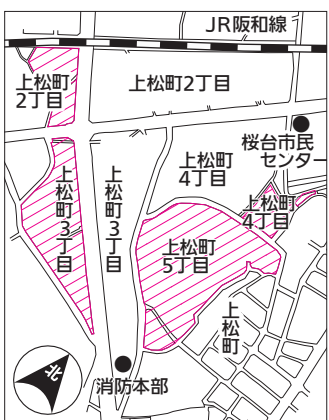 JR阪和線
上松町
2丁目
上松町2丁目
桜台市民
センター
上松町
4丁目
上松町3丁目
上松町3丁目
上松町
4丁目
上松町
5丁目
上松町
消防本部
北